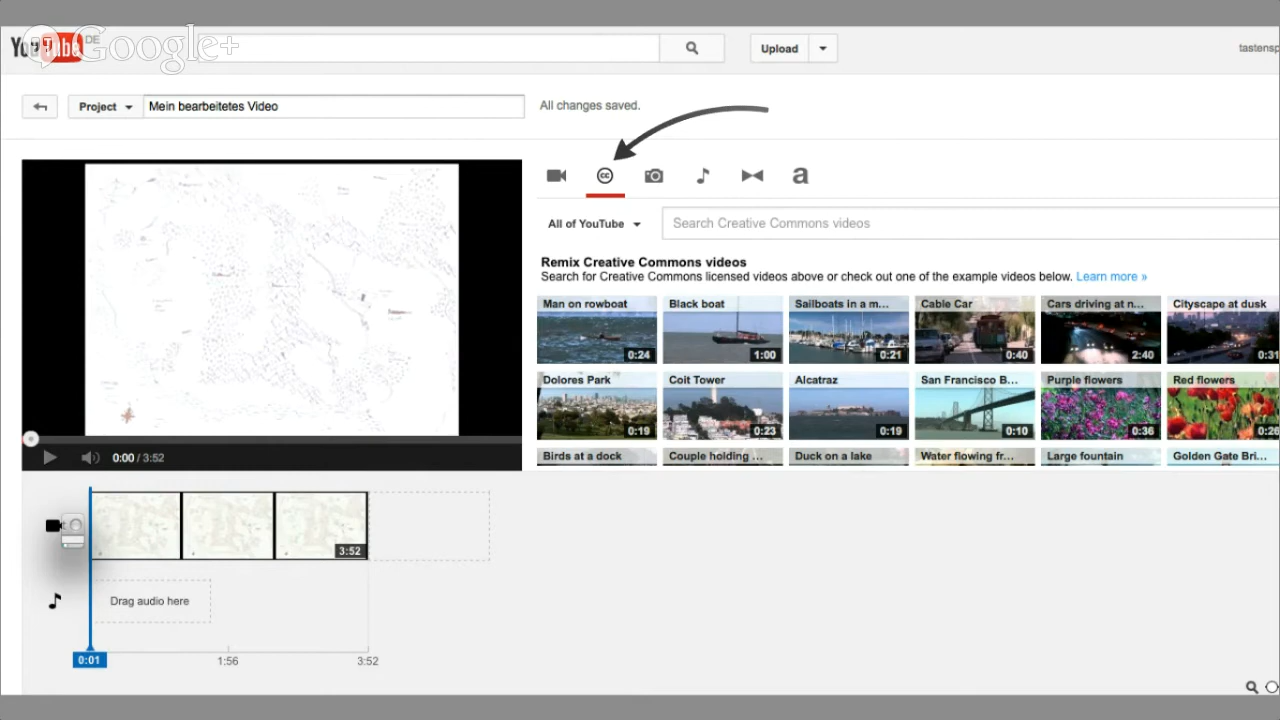 YouTube DE
Google+
Upload
tastensp
Project
Mein bearbeitetes Video
All changes saved.
cc
a
All of YouTube
Search Creative Commons videos
Remix Creative Commons videos
Search for Creative Commons licensed videos above or check out one of the example videos below. Learn more »
Man on rowboat
0:24
Black boat
1:00
Sailboats in a m...
0:21
Cable Car
0:40
Cars driving at n...
2:40
Cityscape at dusk
0:31
Dolores Park
0:19
Coit Tower
0:23
Alcatraz
0:19
San Francisco B...
0:10
Purple flowers
0:36
Red flowers
0:26
Birds at a dock
Couple holding ...
Duck on a lake
Water flowing fr...
Large fountain
Golden Gate Bri...
0:00 / 3:52
3:52
Drag audio here
0:01
1:56
3:52